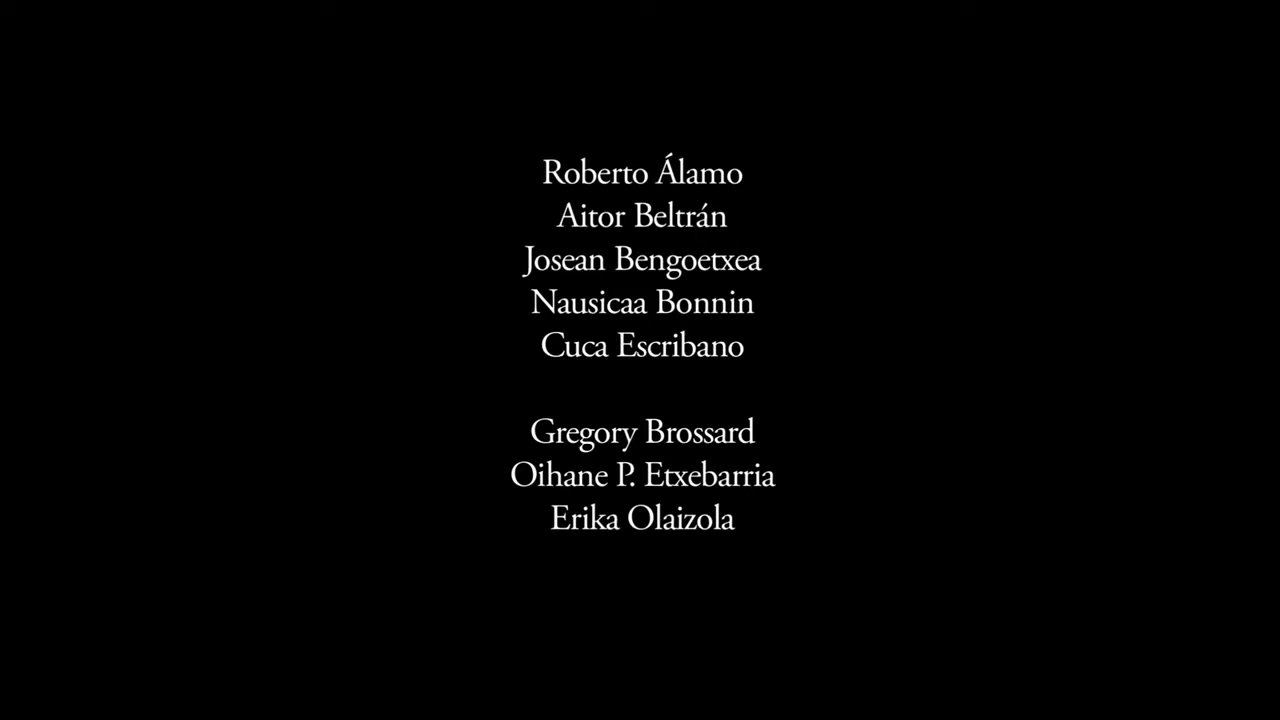 Roberto Álamo
Aitor Beltrán
Josean Bengoetxea
Nausicaa Bonnin
Cuca Escribano
Gregory Brossard
Oihane P. Etxebarria
Erika Olaizola